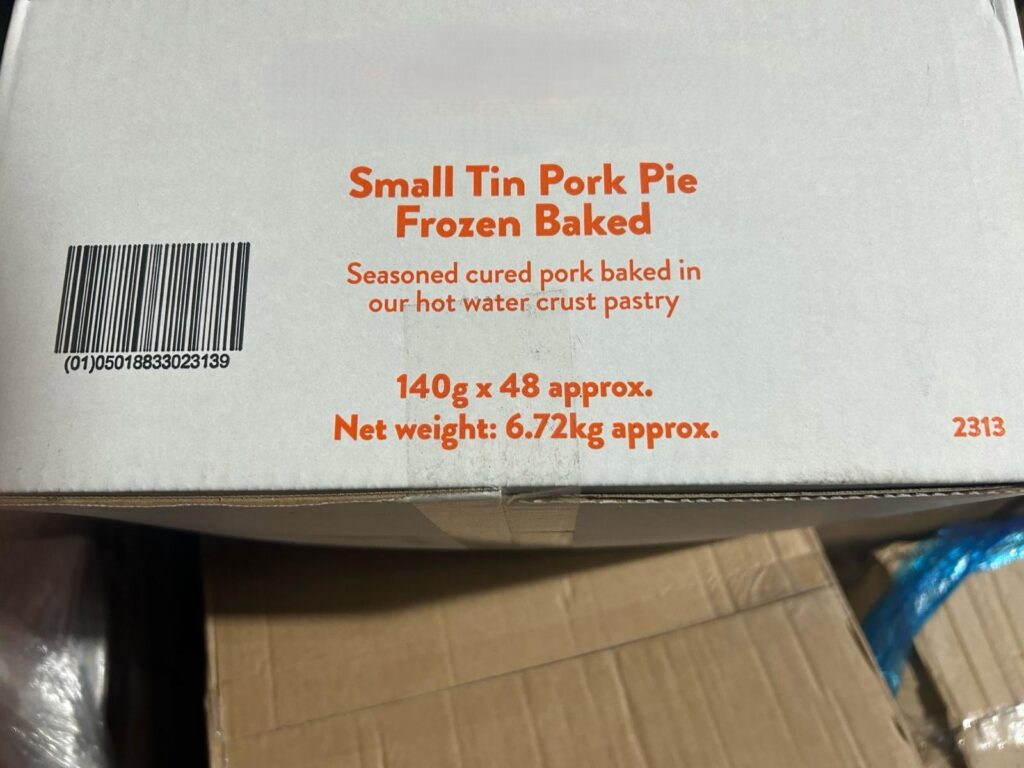 Small Tin Pork Pie
Frozen Baked
Seasoned cured pork baked in
our hot water crust pastry
(01)05018833023139
140g x 48 approx.
Net weight: 6.72kg approx.
2313